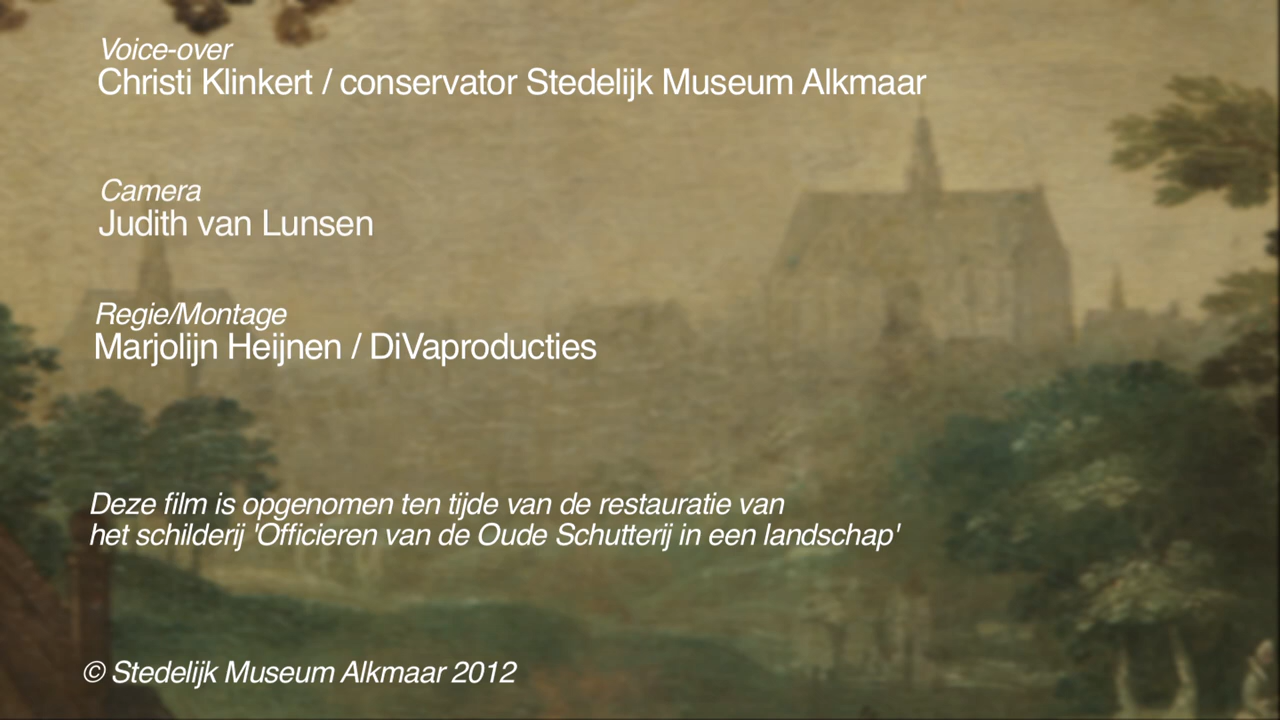 Voice-over
Christi Klinkert / conservator Stedelijk Museum Alkmaar
Camera
Judith van Lunsen
Regie/Montage
Marjolijn Heijnen / DiVaproducties
Deze film is opgenomen ten tijde van de restauratie van
het schilderij 'Officieren van de Oude Schutterij in een landschap'
© Stedelijk Museum Alkmaar 2012